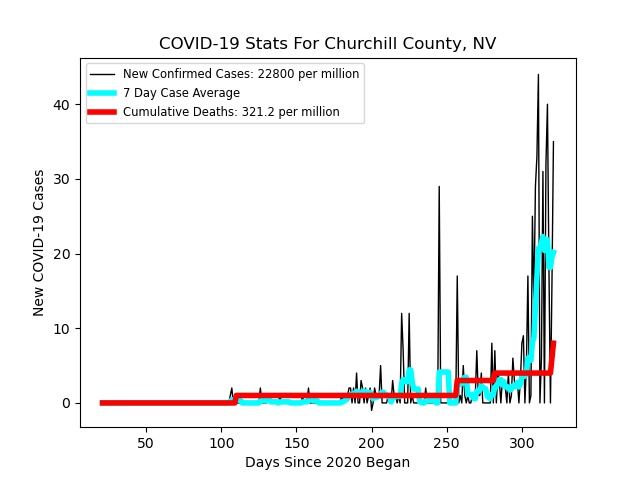 COVID-19 Stats For Churchill County, NV
New Confirmed Cases: 22800 per million
7 Day Case Average
Cumulative Deaths: 321.2 per million
New COVID-19 Cases
40
30
20
10
0
50 100 150 200 250 300
Days Since 2020 Began